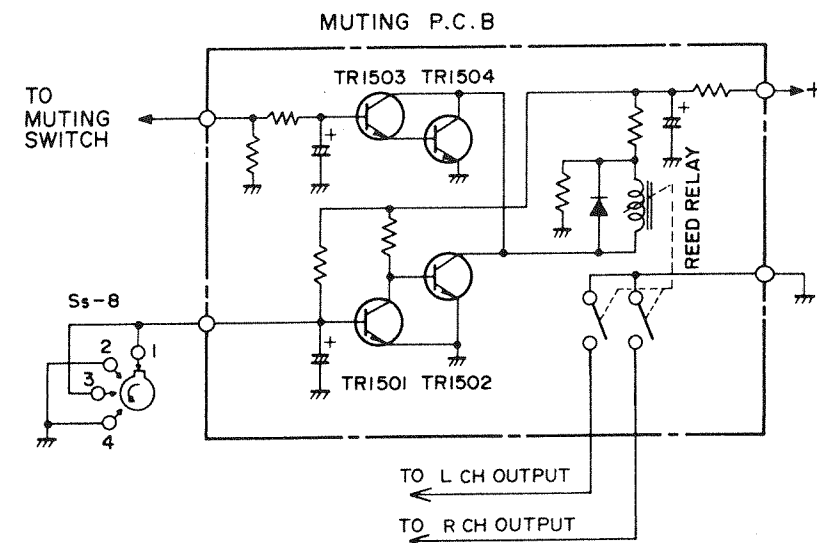 MUTING P.C.B
TR1503 TR1504
TO
MUTING
SWITCH
+
+
+
REED RELAY
Ss-8
2
1
3
4
+
TR1501 TR1502
TO L CH OUTPUT
TO R CH OUTPUT